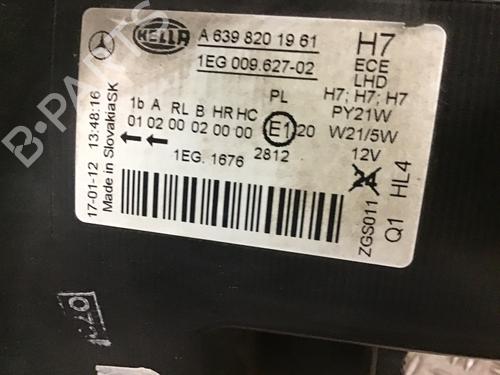 HELLA
A 639 820 19 61
1EG 009.627-02
H7
ECE
LHD
PL
H7; H7; H7
1b A RL B HR HC
PY21W
01 02 00 02 00 00 E1 20
W21/5W
1EG. 1676 2812
12V
17-01-12 13:48:16
Made in SlovakiaSK
ZGS011
24
Q1 HL4
B-PARTS